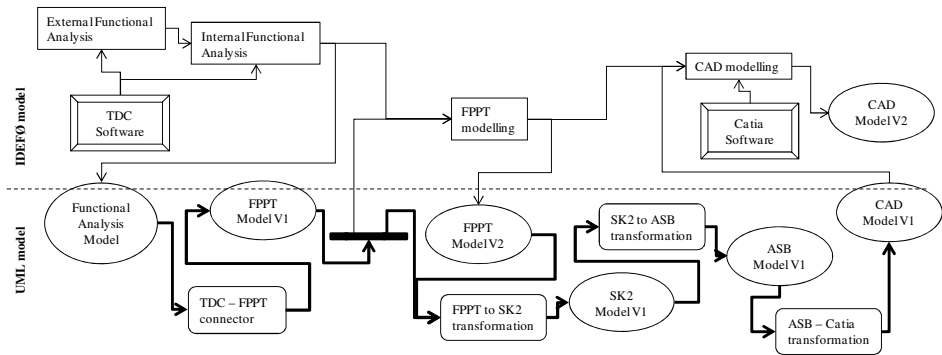 IDEFØ model
External Functional
Analysis
Internal Functional
Analysis
TDC
Software
FPPT
modelling
CAD modelling
Catia
Software
CAD
Model V2
UML model
Functional
Analysis
Model
FPPT
Model V1
TDC – FPPT
connector
FPPT
Model V2
FPPT to SK2
transformation
SK2 to ASB
transformation
SK2
Model V1
ASB
Model V1
ASB – Catia
transformation
CAD
Model V1